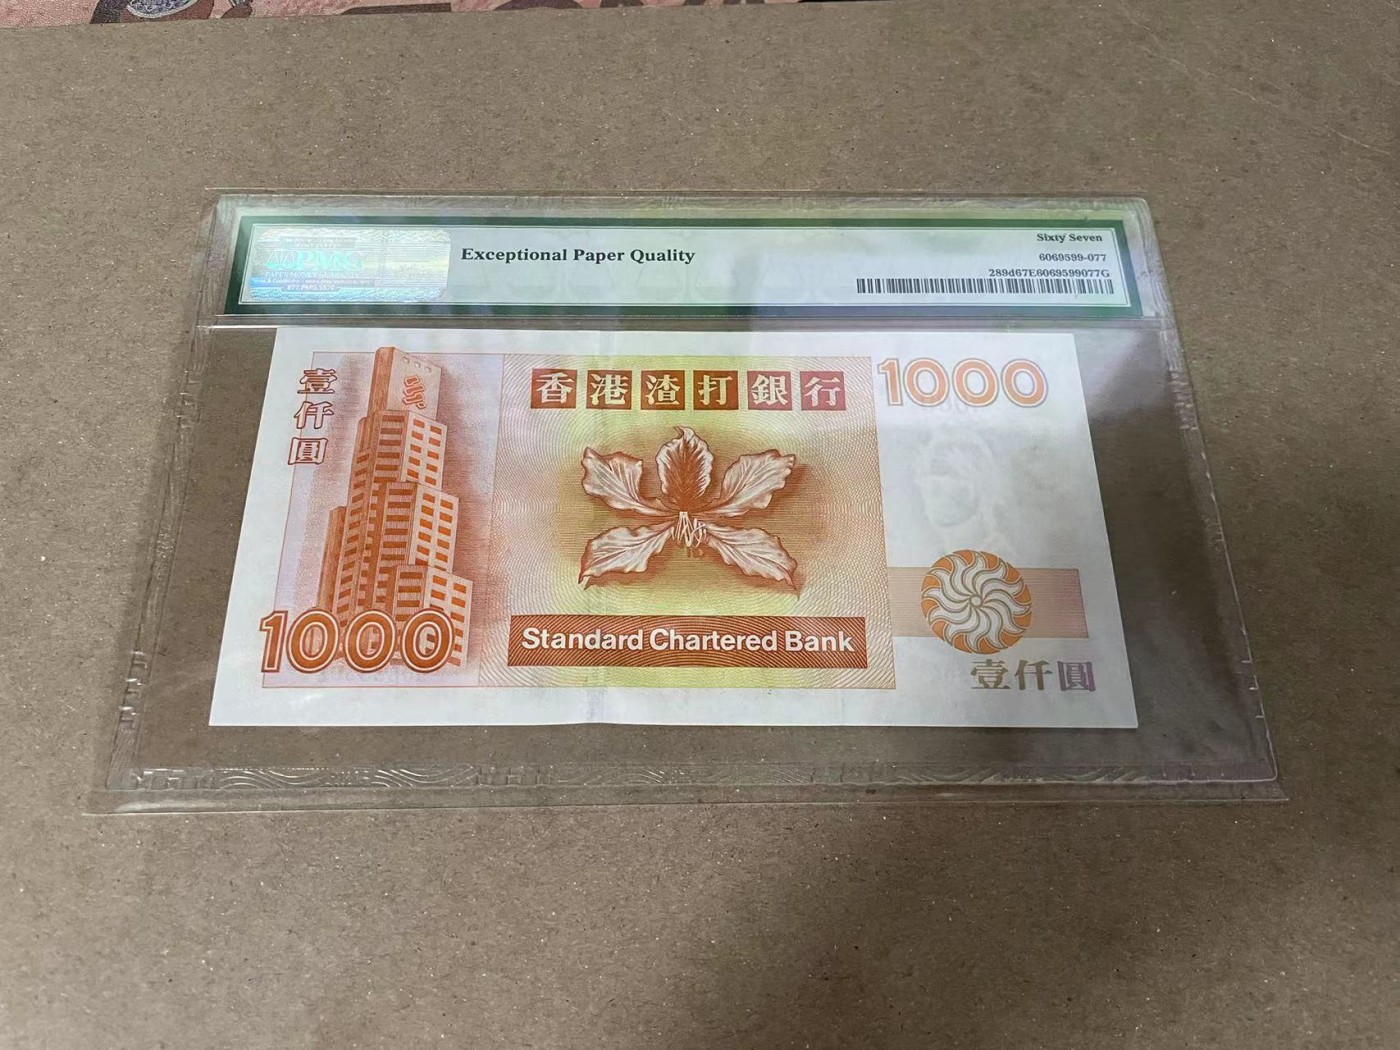 PMG
Exceptional Paper Quality
Sixty Seven
6069599-077
289d67E6069599077G
壹仟圓
香港渣打銀行
1000
1000
Standard Chartered Bank
壹仟圓